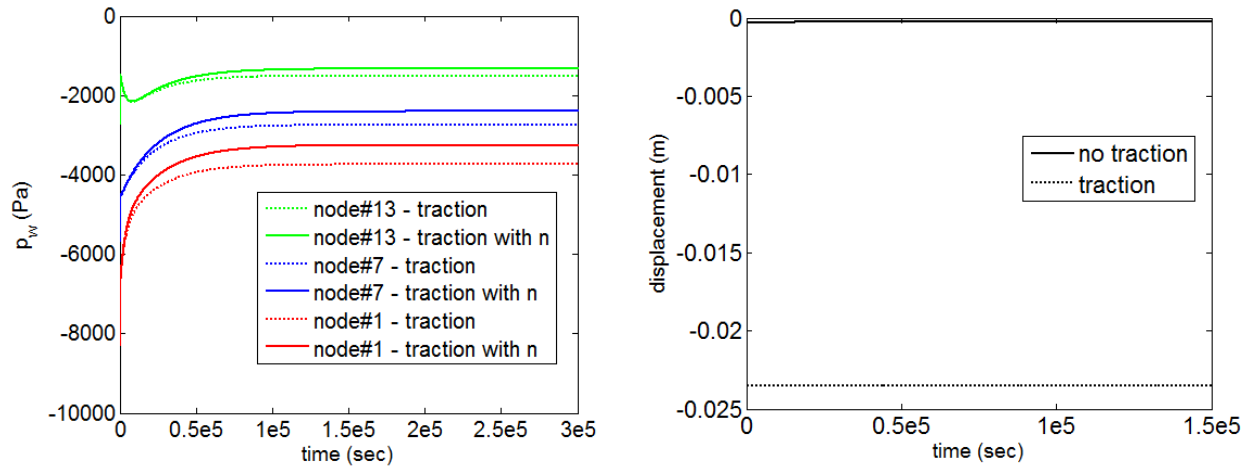 0
-2000
-4000
-6000
-8000
-10000
p_w (Pa)
node#13 - traction
node#13 - traction with n
node#7 - traction
node#7 - traction with n
node#1 - traction
node#1 - traction with n
0 0.5e5 1e5 1.5e5 2e5 2.5e5 3e5
time (sec)
0
-0.005
-0.01
-0.015
-0.02
-0.025
displacement (m)
no traction
traction
0 0.5e5 1e5 1.5e5
time (sec)